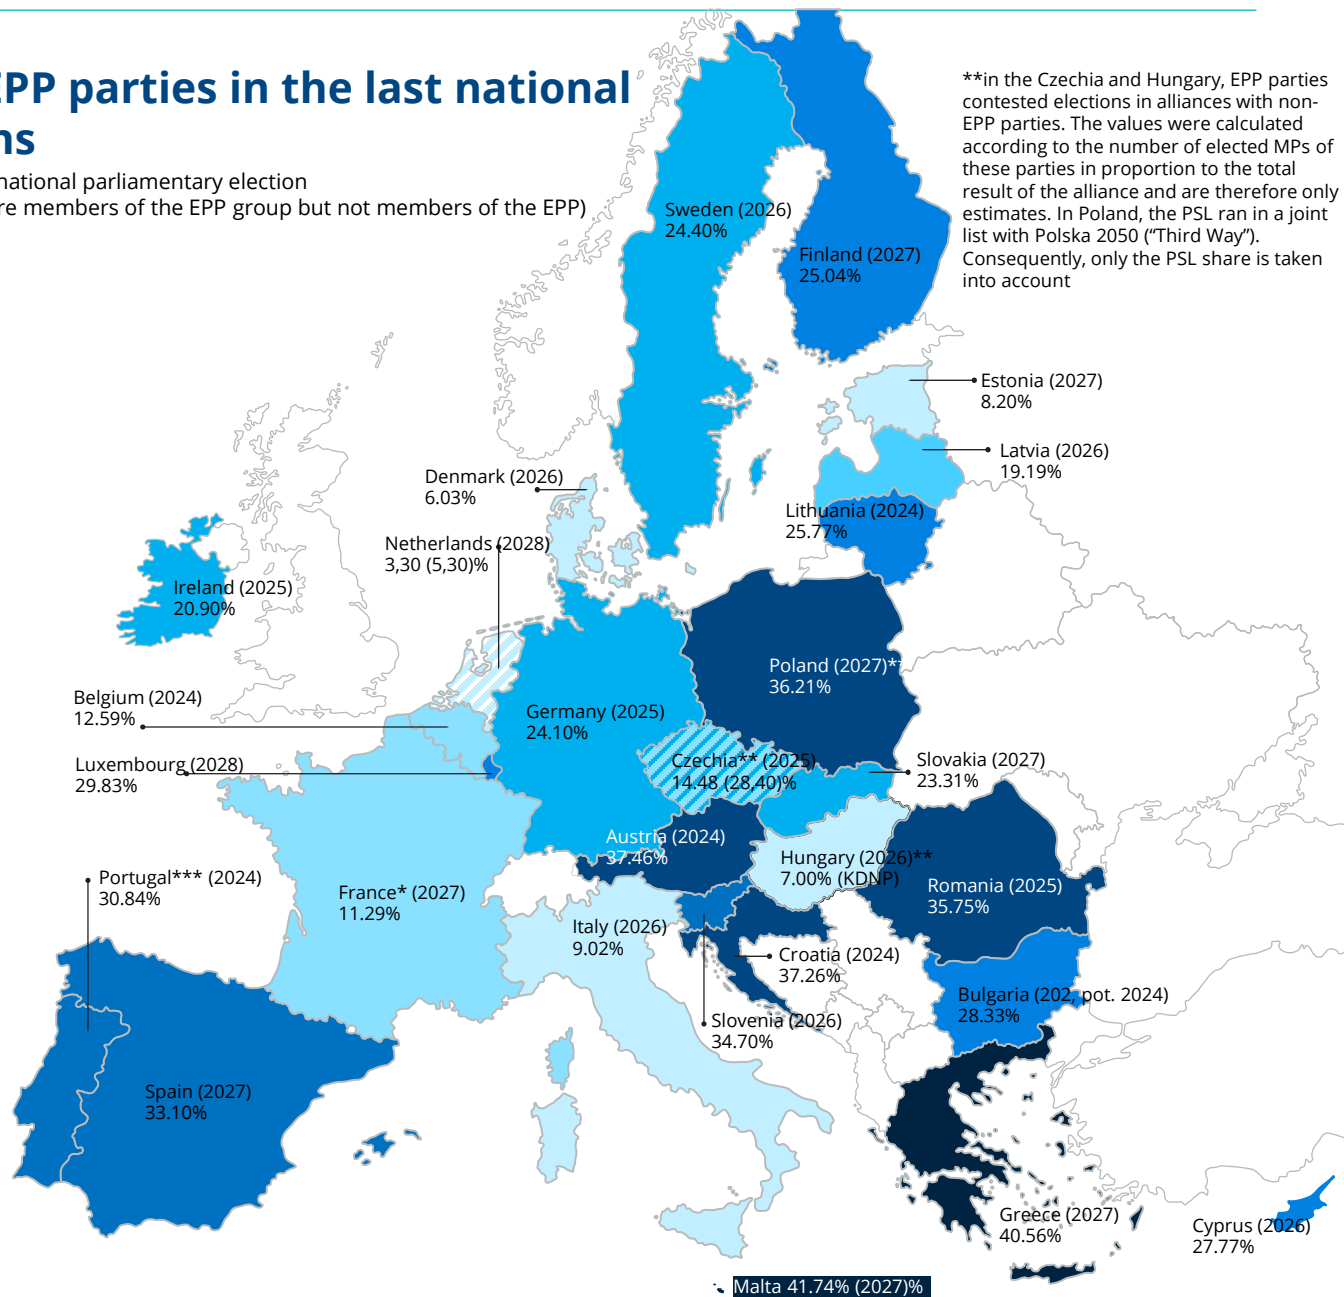 EPP parties in the last national
ns
national parliamentary election
re members of the EPP group but not members of the EPP)
**in the Czechia and Hungary, EPP parties
contested elections in alliances with non-
EPP parties. The values were calculated
according to the number of elected MPs of
these parties in proportion to the total
result of the alliance and are therefore only
estimates. In Poland, the PSL ran in a joint
list with Polska 2050 (“Third Way”).
Consequently, only the PSL share is taken
into account
Sweden (2026)
24.40%
Finland (2027)
25.04%
Estonia (2027)
8.20%
Latvia (2026)
19.19%
Denmark (2026)
6.03%
Lithuania (2024)
25.77%
Netherlands (2028)
3,30 (5,30)%
Ireland (2025)
20.90%
Poland (2027)**
36.21%
Belgium (2024)
12.59%
Germany (2025)
24.10%
Luxembourg (2028)
29.83%
Czechia** (2025)
14.48 (28,40)%
Slovakia (2027)
23.31%
Austria (2024)
37.46%
Hungary (2026)**
7.00% (KDNP)
Portugal*** (2024)
30.84%
France* (2027)
11.29%
Romania (2025)
35.75%
Italy (2026)
9.02%
Croatia (2024)
37.26%
Bulgaria (202, pot. 2024)
28.33%
Slovenia (2026)
34.70%
Spain (2027)
33.10%
Greece (2027)
40.56%
Cyprus (2026)
27.77%
Malta 41.74% (2027)%